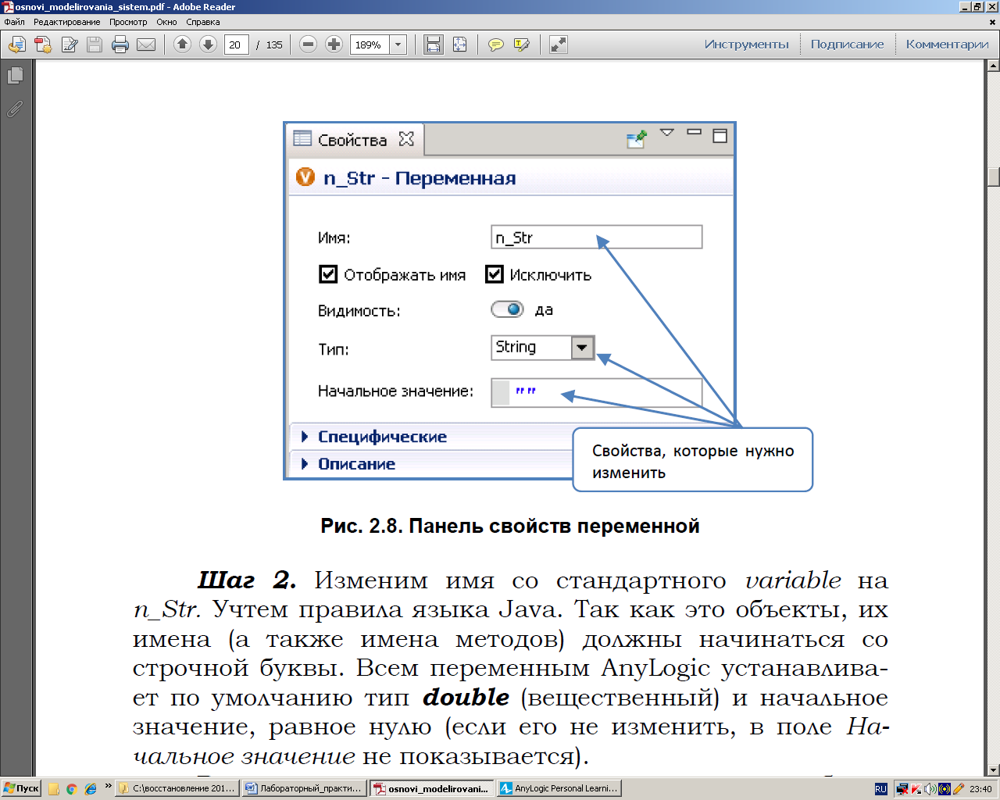 osnovi_modelirovania_sistem.pdf - Adobe Reader
Файл Редактирование Просмотр Окно Справка
20 / 135 189% Инструменты Подписание Комментарии
Свойства
V n_Str - Переменная
Имя: n_Str
Отображать имя Исключить
Видимость: да
Тип: String
Начальное значение: ""
Специфические
Описание
Свойства, которые нужно
изменить
Рис. 2.8. Панель свойств переменной
Шаг 2. Изменим имя со стандартного variable на
n_Str. Учтем правила языка Java. Так как это объекты, их
имена (а также имена методов) должны начинаться со
строчной буквы. Всем переменным AnyLogic устанавлива-
ет по умолчанию тип double (вещественный) и начальное
значение, равное нулю (если его не изменить, в поле На-
чальное значение не показывается).
Пуск » C:\восстановление 201... Лабораторный_практи... osnovi_modelirovani... AnyLogic Personal Learni... RU 23:40